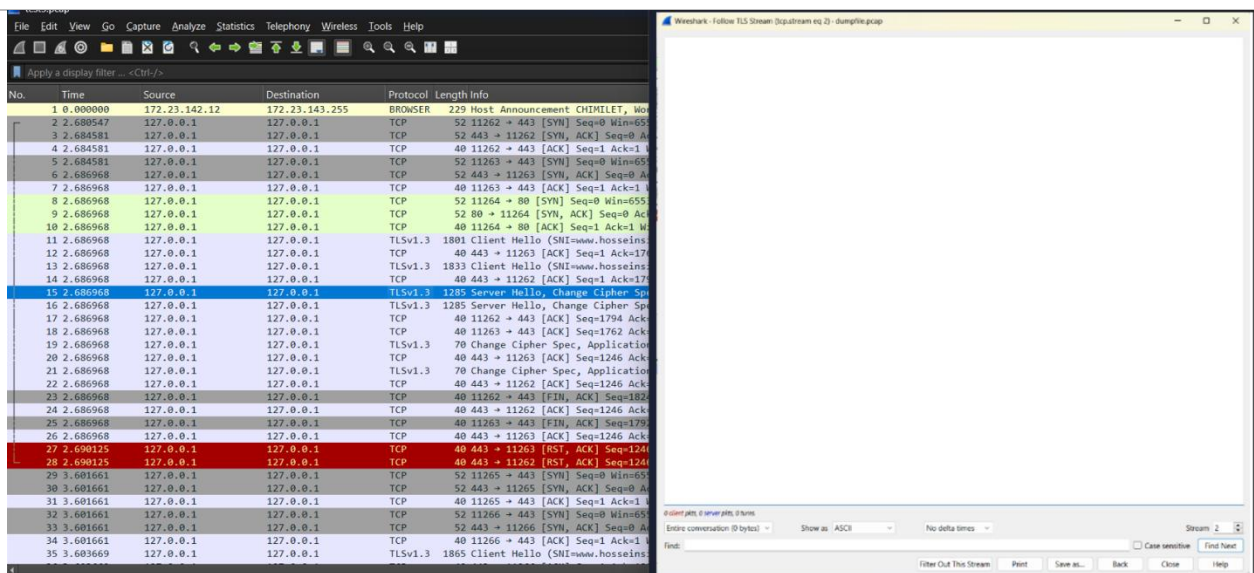 File Edit View Go Capture Analyze Statistics Telephony Wireless Tools Help
Apply a display filter ... <Ctrl-/>
No. Time Source Destination Protocol Length Info
1 0.000000 172.23.142.12 172.23.143.255 BROWSER 229 Host Announcement CHIMILET, Wo
2 2.680547 127.0.0.1 127.0.0.1 TCP 52 11262 → 443 [SYN] Seq=0 Win=655
3 2.684581 127.0.0.1 127.0.0.1 TCP 52 443 → 11262 [SYN, ACK] Seq=0 A
4 2.684581 127.0.0.1 127.0.0.1 TCP 40 11262 → 443 [ACK] Seq=1 Ack=1
5 2.684581 127.0.0.1 127.0.0.1 TCP 52 11263 → 443 [SYN] Seq=0 Win=655
6 2.686968 127.0.0.1 127.0.0.1 TCP 52 443 → 11263 [SYN, ACK] Seq=0 A
7 2.686968 127.0.0.1 127.0.0.1 TCP 40 11263 → 443 [ACK] Seq=1 Ack=1
8 2.686968 127.0.0.1 127.0.0.1 TCP 52 11264 → 80 [SYN] Seq=0 Win=6553
9 2.686968 127.0.0.1 127.0.0.1 TCP 52 80 → 11264 [SYN, ACK] Seq=0 Ack
10 2.686968 127.0.0.1 127.0.0.1 TCP 40 11264 → 80 [ACK] Seq=1 Ack=1 W
11 2.686968 127.0.0.1 127.0.0.1 TLSv1.3 1801 Client Hello (SNI=www.hosseins
12 2.686968 127.0.0.1 127.0.0.1 TCP 40 443 → 11263 [ACK] Seq=1 Ack=176
13 2.686968 127.0.0.1 127.0.0.1 TLSv1.3 1833 Client Hello (SNI=www.hosseins
14 2.686968 127.0.0.1 127.0.0.1 TCP 40 443 → 11262 [ACK] Seq=1 Ack=179
15 2.686968 127.0.0.1 127.0.0.1 TLSv1.3 1285 Server Hello, Change Cipher Spe
16 2.686968 127.0.0.1 127.0.0.1 TLSv1.3 1285 Server Hello, Change Cipher Spe
17 2.686968 127.0.0.1 127.0.0.1 TCP 40 11262 → 443 [ACK] Seq=1794 Ack=
18 2.686968 127.0.0.1 127.0.0.1 TCP 40 11263 → 443 [ACK] Seq=1762 Ack=
19 2.686968 127.0.0.1 127.0.0.1 TLSv1.3 70 Change Cipher Spec, Application
20 2.686968 127.0.0.1 127.0.0.1 TCP 40 443 → 11263 [ACK] Seq=1246 Ack=
21 2.686968 127.0.0.1 127.0.0.1 TLSv1.3 70 Change Cipher Spec, Application
22 2.686968 127.0.0.1 127.0.0.1 TCP 40 443 → 11262 [ACK] Seq=1246 Ack=
23 2.686968 127.0.0.1 127.0.0.1 TCP 40 11262 → 443 [FIN, ACK] Seq=1824
24 2.686968 127.0.0.1 127.0.0.1 TCP 40 443 → 11262 [ACK] Seq=1246 Ack=
25 2.686968 127.0.0.1 127.0.0.1 TCP 40 11263 → 443 [FIN, ACK] Seq=1792
26 2.686968 127.0.0.1 127.0.0.1 TCP 40 443 → 11263 [ACK] Seq=1246 Ack=
27 2.690125 127.0.0.1 127.0.0.1 TCP 40 443 → 11263 [RST, ACK] Seq=1246
28 2.690125 127.0.0.1 127.0.0.1 TCP 40 443 → 11262 [RST, ACK] Seq=1246
29 3.601661 127.0.0.1 127.0.0.1 TCP 52 11265 → 443 [SYN] Seq=0 Win=655
30 3.601661 127.0.0.1 127.0.0.1 TCP 52 443 → 11265 [SYN, ACK] Seq=0 A
31 3.601661 127.0.0.1 127.0.0.1 TCP 40 11265 → 443 [ACK] Seq=1 Ack=1
32 3.601661 127.0.0.1 127.0.0.1 TCP 52 11266 → 443 [SYN] Seq=0 Win=655
33 3.601661 127.0.0.1 127.0.0.1 TCP 52 443 → 11266 [SYN, ACK] Seq=0 A
34 3.601661 127.0.0.1 127.0.0.1 TCP 40 11266 → 443 [ACK] Seq=1 Ack=1
35 3.603669 127.0.0.1 127.0.0.1 TLSv1.3 1865 Client Hello (SNI=www.hosseins
Wireshark · Follow TLS Stream (tcp.stream eq 2) · dumpfile.pcap
0 client pkts, 0 server pkts, 0 turns.
Entire conversation (0 bytes) Show as ASCII No delta times Stream 2
Find: Case sensitive Find Next
Filter Out This Stream Print Save as... Back Close Help